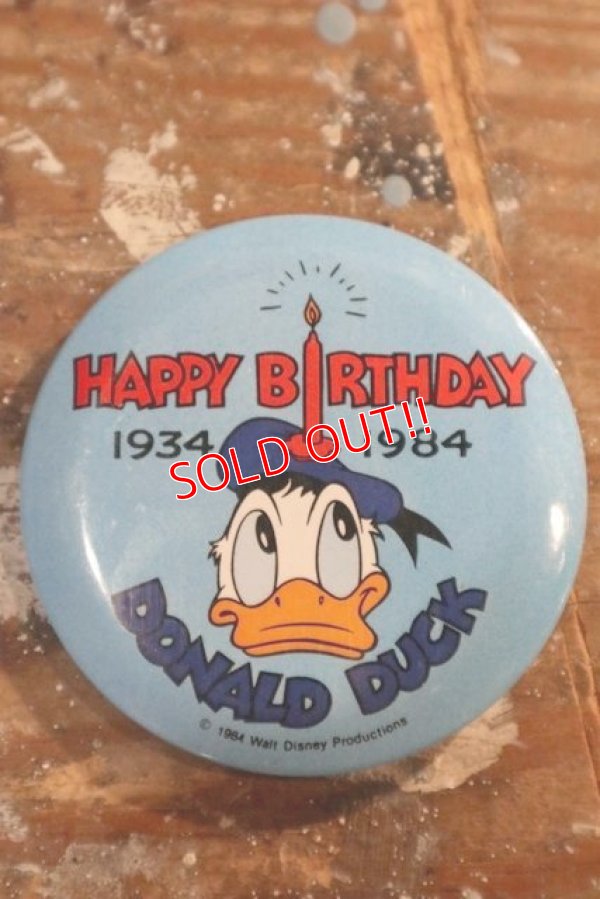 HAPPY BIRTHDAY
1934 1984
SOLD OUT!!
DONALD DUCK
© 1984 Walt Disney Productions